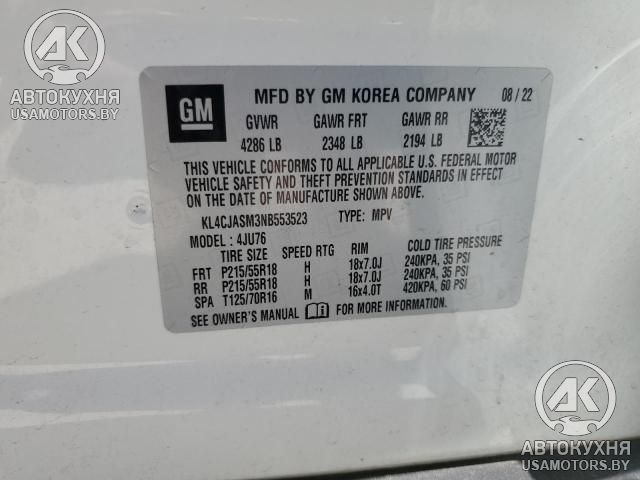 AK
АВТОКУХНЯ
USAMOTORS.BY
GM
MFD BY GM KOREA COMPANY 08 / 22
GVWR GAWR FRT GAWR RR
4286 LB 2348 LB 2194 LB
THIS VEHICLE CONFORMS TO ALL APPLICABLE U.S. FEDERAL MOTOR
VEHICLE SAFETY AND THEFT PREVENTION STANDARDS IN EFFECT
ON THE DATE OF MANUFACTURE SHOWN ABOVE.
KL4CJASM3NB553523 TYPE: MPV
MODEL : 4JU76
TIRE SIZE SPEED RTG RIM COLD TIRE PRESSURE
FRT P215/55R18 H 18x7.0J 240KPA, 35 PSI
RR P215/55R18 H 18x7.0J 240KPA, 35 PSI
SPA T125/70R16 M 16x4.0T 420KPA, 60 PSI
SEE OWNER'S MANUAL FOR MORE INFORMATION.
AK
АВТОКУХНЯ
USAMOTORS.BY